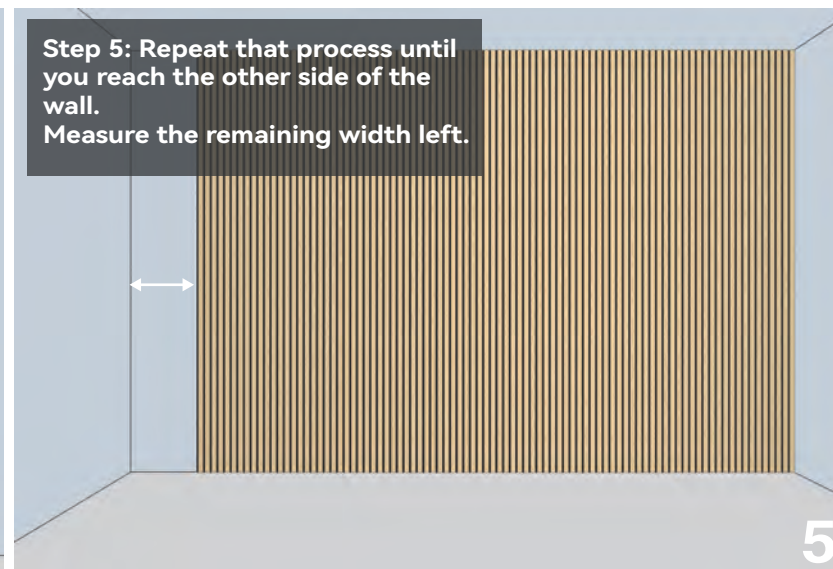 Step 5: Repeat that process until
you reach the other side of the
wall.
Measure the remaining width left.
5